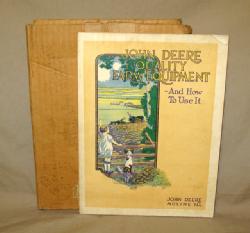 JOHN DEERE
QUALITY
FARM EQUIPMENT
-And How
To Use It
JOHN DEERE
MOLINE ILL